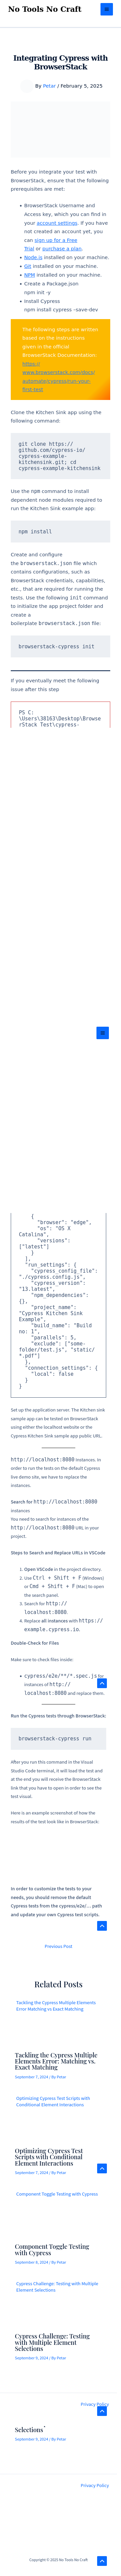 No Tools No Craft
Integrating Cypress with
BrowserStack
By Petar / February 5, 2025
Before you integrate your test with
BrowserStack, ensure that the following
prerequisites are met:
BrowserStack Username and
Access key, which you can find in
your account settings. If you have
not created an account yet, you
can sign up for a Free
Trial or purchase a plan.
Node js installed on your machine.
Git installed on your machine.
NPM installed on your machine.
Create a Package.json
npm init -y
Install Cypress
npm install cypress –save-dev
The following steps are written
based on the instructions
given in the official
BrowserStack Documentation:
https://
www.browserstack.com/docs/
automate/cypress/run-your-
first-test
Clone the Kitchen Sink app using the
following command:
git clone https://
github.com/cypress-io/
cypress-example-
kitchensink.git; cd
cypress-example-kitchensink
Use the npm command to install
dependent node modules required to
run the Kitchen Sink example app.
npm install
Create and configure
the browserstack.json file which
contains configurations, such as
BrowserStack credentials, capabilities,
etc., that are required for running the
tests. Use the following init command
to initialize the app project folder and
create a
boilerplate browserstack.json file:
browserstack-cypress init
If you eventually meet the following
issue after this step
PS C:
\Users\38163\Desktop\Browse
rStack Test\cypress-
{
"browser": "edge",
"os": "OS X
Catalina",
"versions":
["latest"]
}
],
"run_settings": {
"cypress_config_file":
"./cypress.config.js",
"cypress_version":
"13.latest",
"npm_dependencies":
{},
"project_name":
"Cypress Kitchen Sink
Example",
"build_name": "Build
no: 1",
"parallels": 5,
"exclude": ["some-
folder/test.js", "static/
*.pdf"]
},
"connection_settings": {
"local": false
}
}
Set up the application server. The Kitchen sink
sample app can be tested on BrowserStack
using either the localhost website or the
Cypress Kitchen Sink sample app public URL.
http://localhost:8080 instances. In
order to run the tests on the default Cypress
live demo site, we have to replace the
instances.
Search for http://localhost:8080
instances
You need to search for instances of the
http://localhost:8080 URL in your
project.
Steps to Search and Replace URLs in VSCode
1. Open VSCode in the project directory.
2. Use Ctrl + Shift + F (Windows)
or Cmd + Shift + F (Mac) to open
the search panel.
3. Search for http://
localhost:8080.
4. Replace all instances with https://
example.cypress.io.
Double-Check for Files
Make sure to check files inside:
cypress/e2e/**/*.spec.js for
instances of http://
localhost:8080 and replace them.
Run the Cypress tests through BrowserStack:
browserstack-cypress run
After you run this command in the Visual
Studio Code terminal, it will load the test and
at the end you will receive the BrowserStack
link that you have to open in order to see the
test visual.
Here is an example screenshot of how the
results of the test look like in BrowserStack:
In order to customize the tests to your
needs, you should remove the default
Cypress tests from the cypress/e2e/… path
and update your own Cypress test scripts.
Previous Post
Related Posts
Tackling the Cypress Multiple Elements
Error Matching vs Exact Matching
Tackling the Cypress Multiple
Elements Error: Matching vs.
Exact Matching
September 7, 2024 / By Petar
Optimizing Cypress Test Scripts with
Conditional Element Interactions
Optimizing Cypress Test
Scripts with Conditional
Element Interactions
September 7, 2024 / By Petar
Component Toggle Testing with Cypress
Component Toggle Testing
with Cypress
September 9, 2024 / By Petar
Cypress Challenge: Testing with Multiple
Element Selections
Cypress Challenge: Testing
with Multiple Element
Selections
September 9, 2024 / By Petar
Privacy Policy
Selections
September 9, 2024 / By Petar
Privacy Policy
Copyright © 2025 No Tools No Craft